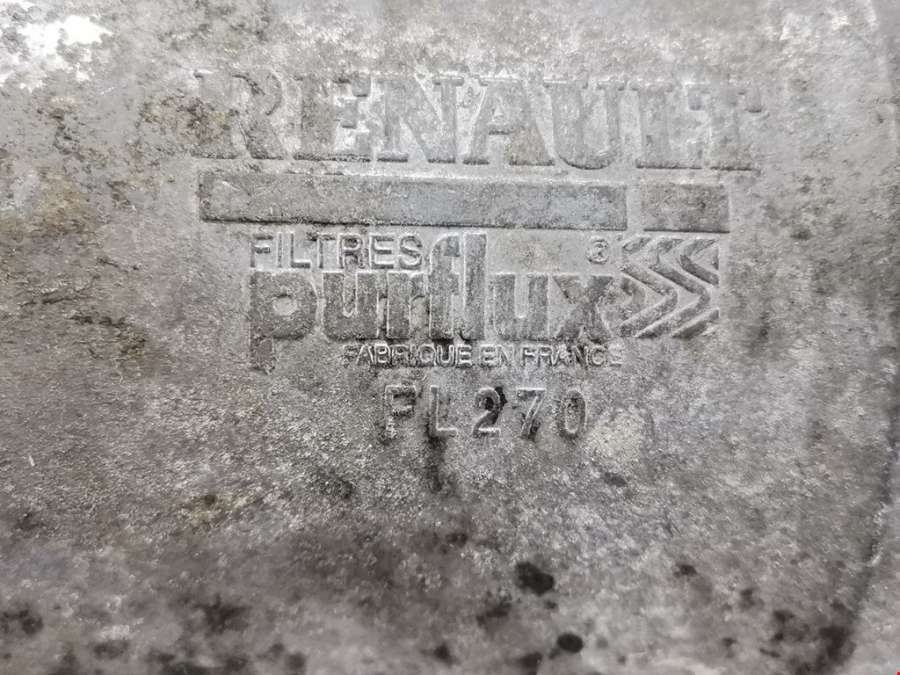 RENAULT
FILTRES
purflux ®
FABRIQUE EN FRANCE
FL270